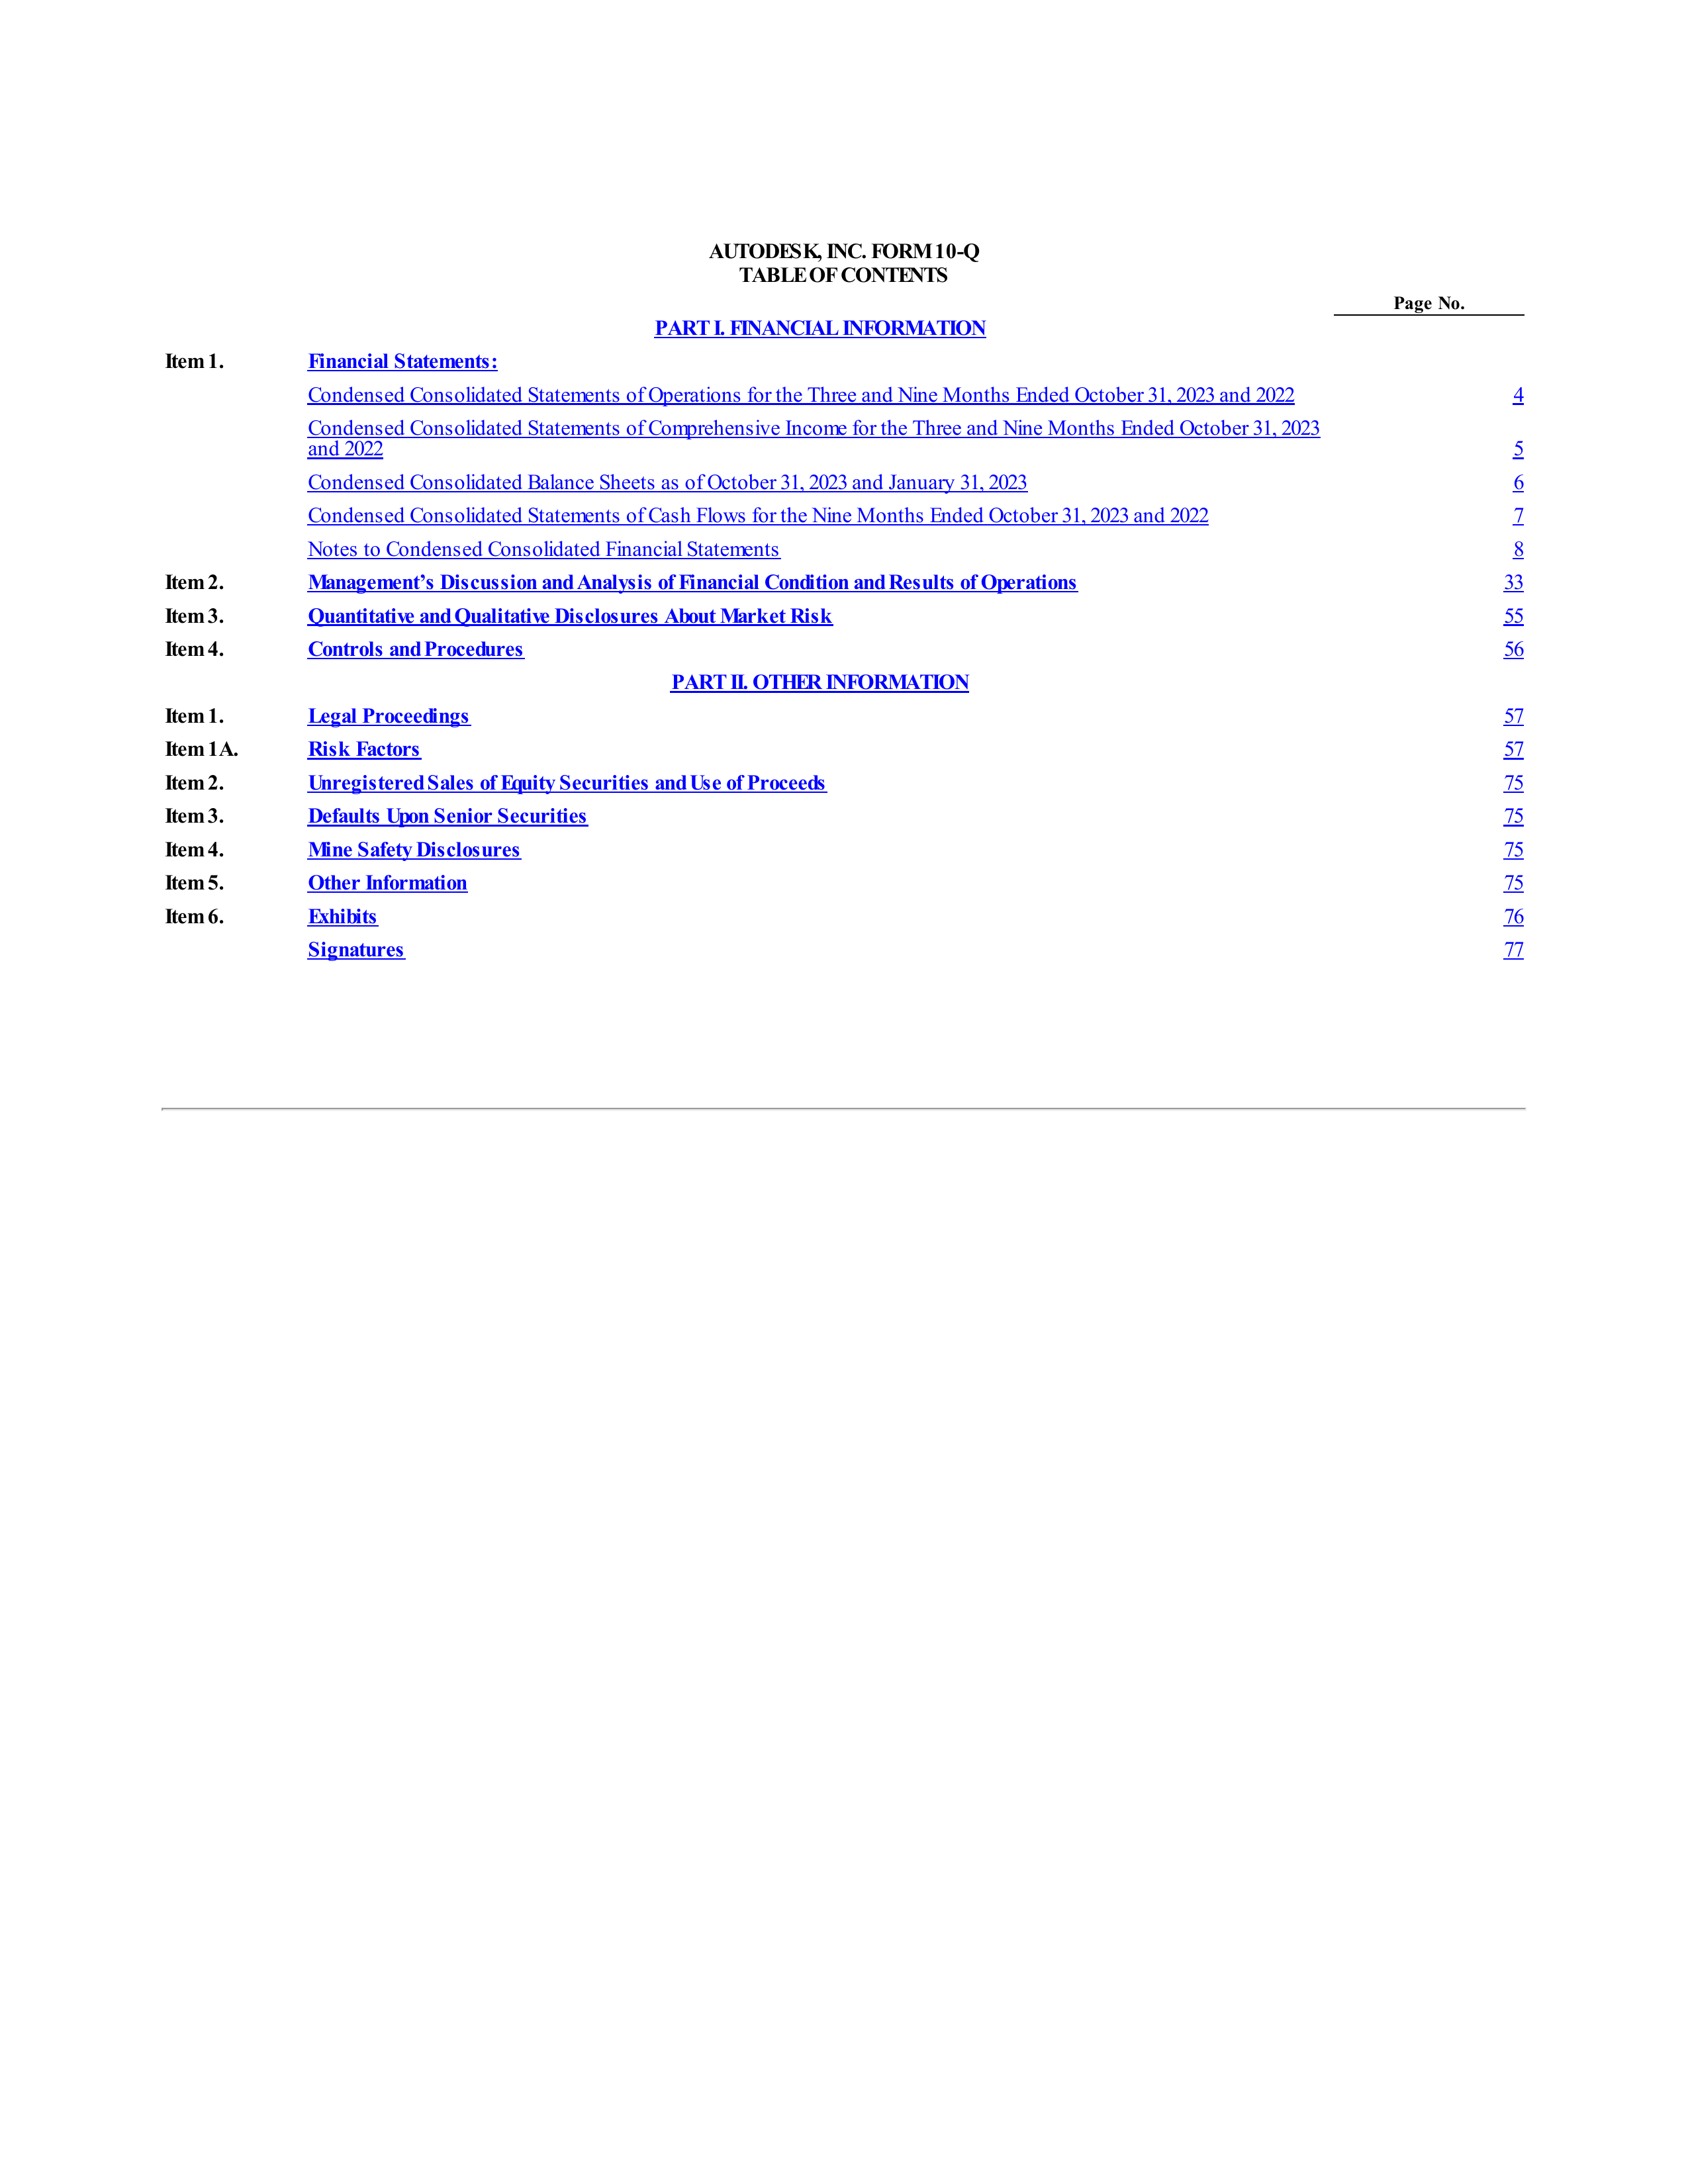 AUTODESK, INC. FORM 10-Q
TABLE OF CONTENTS
Page No.
PART I. FINANCIAL INFORMATION
Item 1. Financial Statements:
Condensed Consolidated Statements of Operations for the Three and Nine Months Ended October 31, 2023 and 2022 4
Condensed Consolidated Statements of Comprehensive Income for the Three and Nine Months Ended October 31, 2023
and 2022 5
Condensed Consolidated Balance Sheets as of October 31, 2023 and January 31, 2023 6
Condensed Consolidated Statements of Cash Flows for the Nine Months Ended October 31, 2023 and 2022 7
Notes to Condensed Consolidated Financial Statements 8
Item 2. Management’s Discussion and Analysis of Financial Condition and Results of Operations 33
Item 3. Quantitative and Qualitative Disclosures About Market Risk 55
Item 4. Controls and Procedures 56
PART II. OTHER INFORMATION
Item 1. Legal Proceedings 57
Item 1A. Risk Factors 57
Item 2. Unregistered Sales of Equity Securities and Use of Proceeds 75
Item 3. Defaults Upon Senior Securities 75
Item 4. Mine Safety Disclosures 75
Item 5. Other Information 75
Item 6. Exhibits 76
Signatures 77